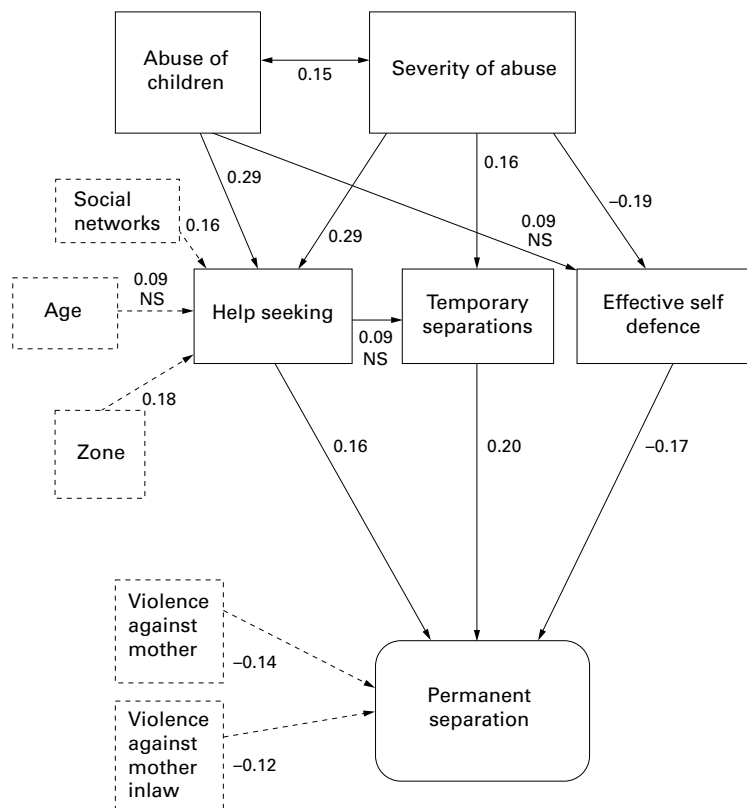 Abuse of
children
0.15
Severity of abuse
0.29
0.29
0.16
–0.19
0.09
NS
Social
networks
0.16
Age
0.09
NS
Help seeking
0.09
NS
Temporary
separations
Effective self
defence
Zone
0.18
0.16
0.20
–0.17
Violence
against
mother
–0.14
Violence
against
mother
inlaw
–0.12
Permanent
separation